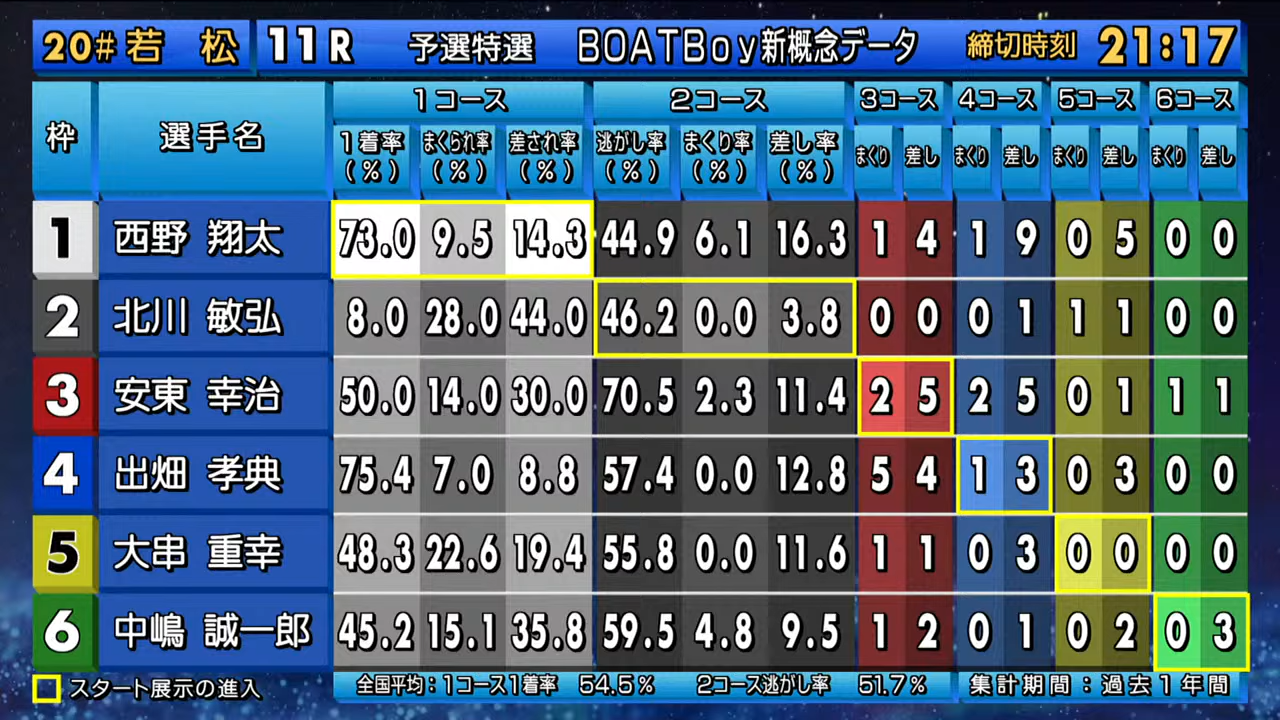 20# 若 松 11R 予選特選 BOATBoy新概念データ 締切時刻 21:17
枠 選手名 1コース 2コース 3コース 4コース 5コース 6コース
1着率(%) まくられ率(%) 差され率(%) 逃がし率(%) まくり率(%) 差し率(%) まくり 差し まくり 差し まくり 差し まくり 差し
1 西野 翔太 73.0 9.5 14.3 44.9 6.1 16.3 1 4 1 9 0 5 0 0
2 北川 敏弘 8.0 28.0 44.0 46.2 0.0 3.8 0 0 0 1 1 1 0 0
3 安東 幸治 50.0 14.0 30.0 70.5 2.3 11.4 2 5 2 5 0 1 1 1
4 出畑 孝典 75.4 7.0 8.8 57.4 0.0 12.8 5 4 1 3 0 3 0 0
5 大串 重幸 48.3 22.6 19.4 55.8 0.0 11.6 1 1 0 3 0 0 0 0
6 中嶋 誠一郎 45.2 15.1 35.8 59.5 4.8 9.5 1 2 0 1 0 2 0 3
スタート展示の進入 全国平均:1コース1着率 54.5% 2コース逃がし率 51.7% 集計期間:過去1年間